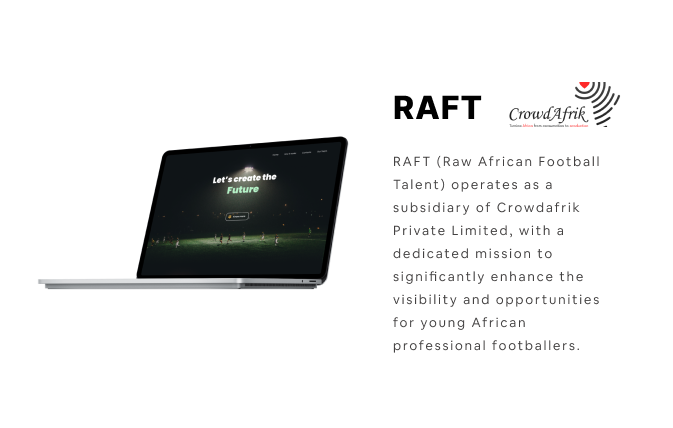 RAFT
CrowdAfrik
RAFT (Raw African Football
Talent) operates as a
subsidiary of Crowdafrik
Private Limited, with a
dedicated mission to
significantly enhance the
visibility and opportunities
for young African
professional footballers.
Let's create the
Future